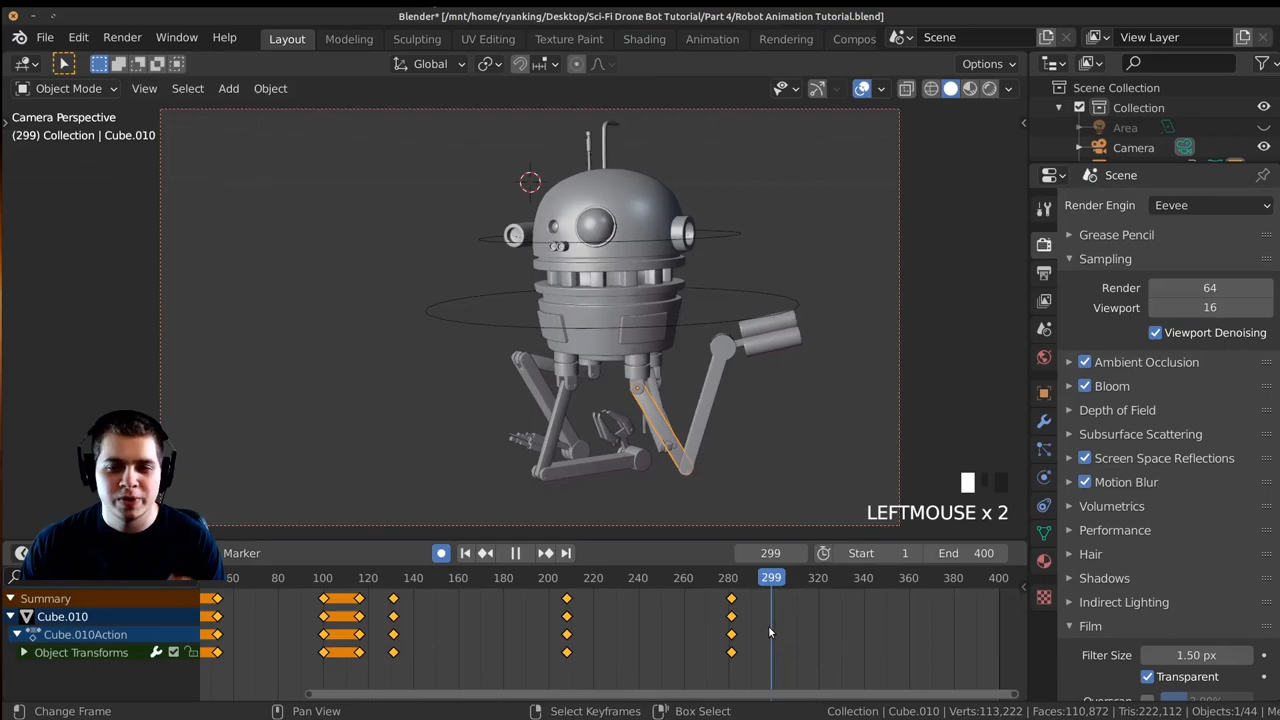 Blender* [/mnt/home/ryanking/Desktop/Sci-Fi Drone Bot Tutorial/Part 4/Robot Animation Tutorial.blend]
File Edit Render Window Help Layout Modeling Sculpting UV Editing Texture Paint Shading Animation Rendering Compos Scene View Layer
Global Options
Object Mode View Select Add Object
Camera Perspective
(299) Collection | Cube.010
Scene Collection
Collection
Area
Camera
Scene
Render Engin Eevee
Grease Pencil
Sampling
Render 64
Viewport 16
Viewport Denoising
Ambient Occlusion
Bloom
Depth of Field
Subsurface Scattering
Screen Space Reflections
Motion Blur
Volumetrics
Performance
Hair
Shadows
Indirect Lighting
Film
Filter Size 1.50 px
Transparent
LEFTMOUSE x 2
Marker 299 Start 1 End 400
60 80 100 120 140 160 180 200 220 240 260 280 299 320 340 360 380 400
Summary
Cube.010
Cube.010Action
Object Transforms
Change Frame Pan View Select Keyframes Box Select Collection | Cube.010 | Verts:113,222 | Faces:110,872 | Tris:222,112 | Objects:1/44 | Me